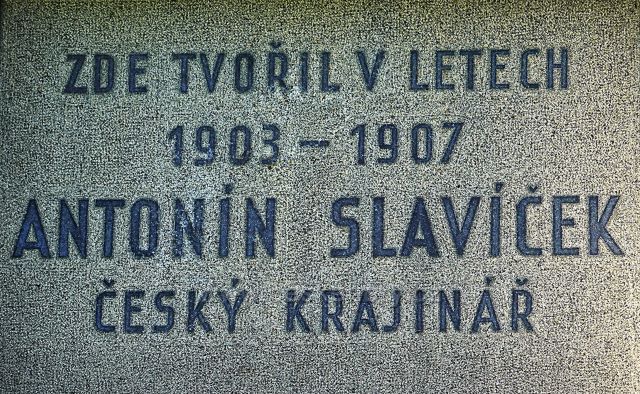 ZDE TVOŘIL V LETECH
1903 – 1907
ANTONÍN SLAVÍČEK
ČESKÝ KRAJINÁŘ